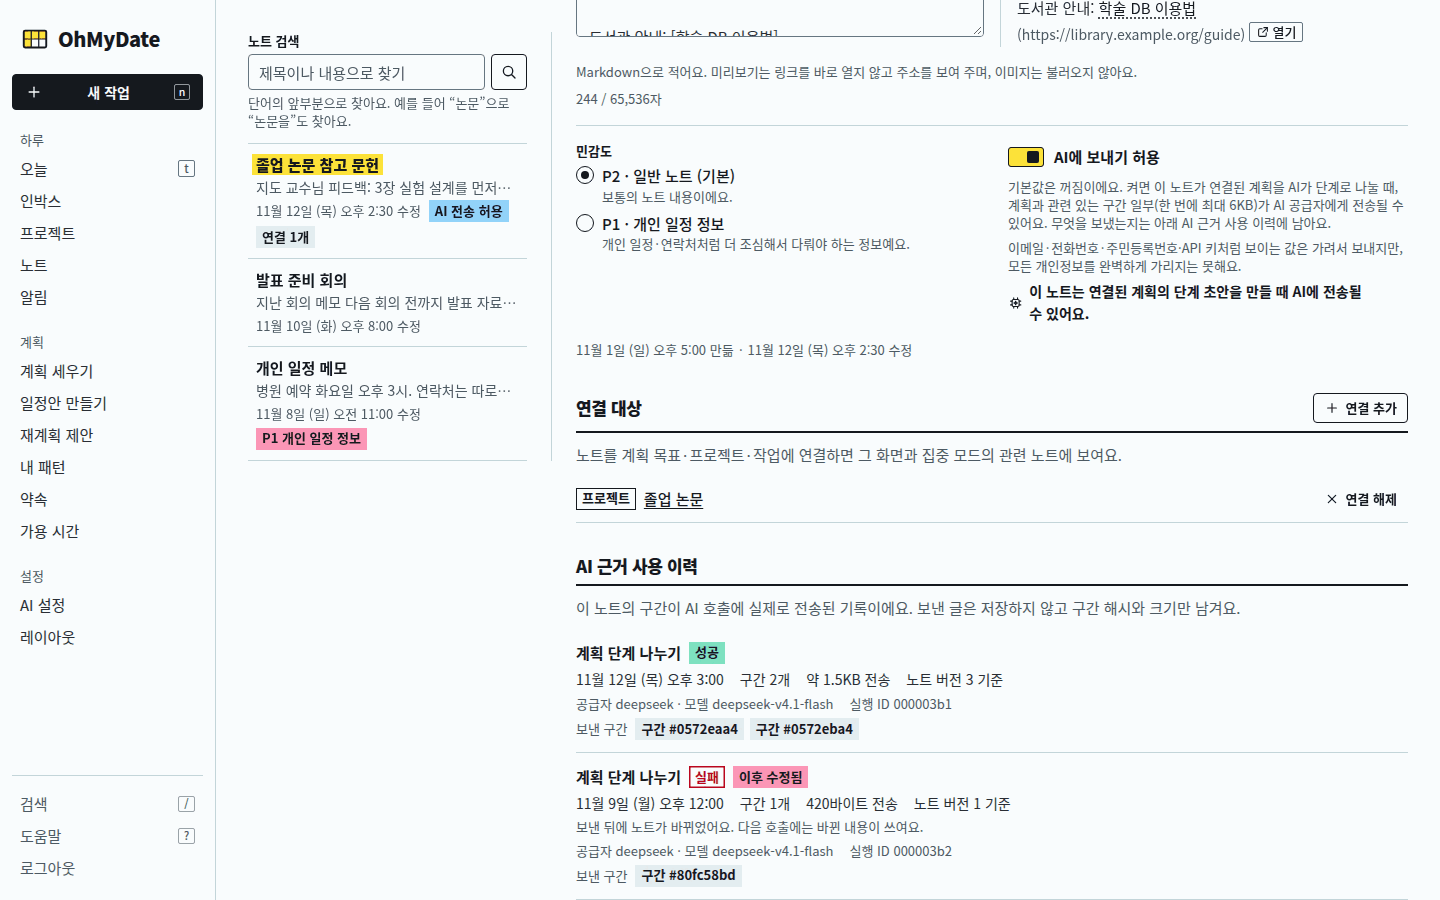 OhMyDate
새 작업 n
하루
오늘 t
인박스
프로젝트
노트
알림
계획
계획 세우기
일정안 만들기
재계획 제안
내 패턴
약속
가용 시간
설정
AI 설정
레이아웃
검색 /
도움말 ?
로그아웃
노트 검색
제목이나 내용으로 찾기
단어의 앞부분으로 찾아요. 예를 들어 “논문”으로
“논문을”도 찾아요.
졸업 논문 참고 문헌
지도 교수님 피드백: 3장 실험 설계를 먼저…
11월 12일 (목) 오후 2:30 수정 AI 전송 허용
연결 1개
발표 준비 회의
지난 회의 메모 다음 회의 전까지 발표 자료…
11월 10일 (화) 오후 8:00 수정
개인 일정 메모
병원 예약 화요일 오후 3시. 연락처는 따로…
11월 8일 (일) 오전 11:00 수정
P1 개인 일정 정보
도서관 안내: [학술 DB 이용법]
도서관 안내: 학술 DB 이용법
(https://library.example.org/guide) 열기
Markdown으로 적어요. 미리보기는 링크를 바로 열지 않고 주소를 보여 주며, 이미지는 불러오지 않아요.
244 / 65,536자
민감도
P2 · 일반 노트 (기본)
보통의 노트 내용이에요.
P1 · 개인 일정 정보
개인 일정·연락처처럼 더 조심해서 다뤄야 하는 정보예요.
AI에 보내기 허용
기본값은 꺼짐이에요. 켜면 이 노트가 연결된 계획을 AI가 단계로 나눌 때,
계획과 관련 있는 구간 일부(한 번에 최대 6KB)가 AI 공급자에게 전송될 수
있어요. 무엇을 보냈는지는 아래 AI 근거 사용 이력에 남아요.
이메일·전화번호·주민등록번호·API 키처럼 보이는 값은 가려서 보내지만,
모든 개인정보를 완벽하게 가리지는 못해요.
이 노트는 연결된 계획의 단계 초안을 만들 때 AI에 전송될
수 있어요.
11월 1일 (일) 오후 5:00 만듦 · 11월 12일 (목) 오후 2:30 수정
연결 대상
연결 추가
노트를 계획 목표·프로젝트·작업에 연결하면 그 화면과 집중 모드의 관련 노트에 보여요.
프로젝트 졸업 논문
연결 해제
AI 근거 사용 이력
이 노트의 구간이 AI 호출에 실제로 전송된 기록이에요. 보낸 글은 저장하지 않고 구간 해시와 크기만 남겨요.
계획 단계 나누기 성공
11월 12일 (목) 오후 3:00 구간 2개 약 1.5KB 전송 노트 버전 3 기준
공급자 deepseek · 모델 deepseek-v4.1-flash 실행 ID 000003b1
보낸 구간 구간 #0572eaa4 구간 #0572eba4
계획 단계 나누기 실패 이후 수정됨
11월 9일 (월) 오후 12:00 구간 1개 420바이트 전송 노트 버전 1 기준
보낸 뒤에 노트가 바뀌었어요. 다음 호출에는 바뀐 내용이 쓰여요.
공급자 deepseek · 모델 deepseek-v4.1-flash 실행 ID 000003b2
보낸 구간 구간 #80fc58bd